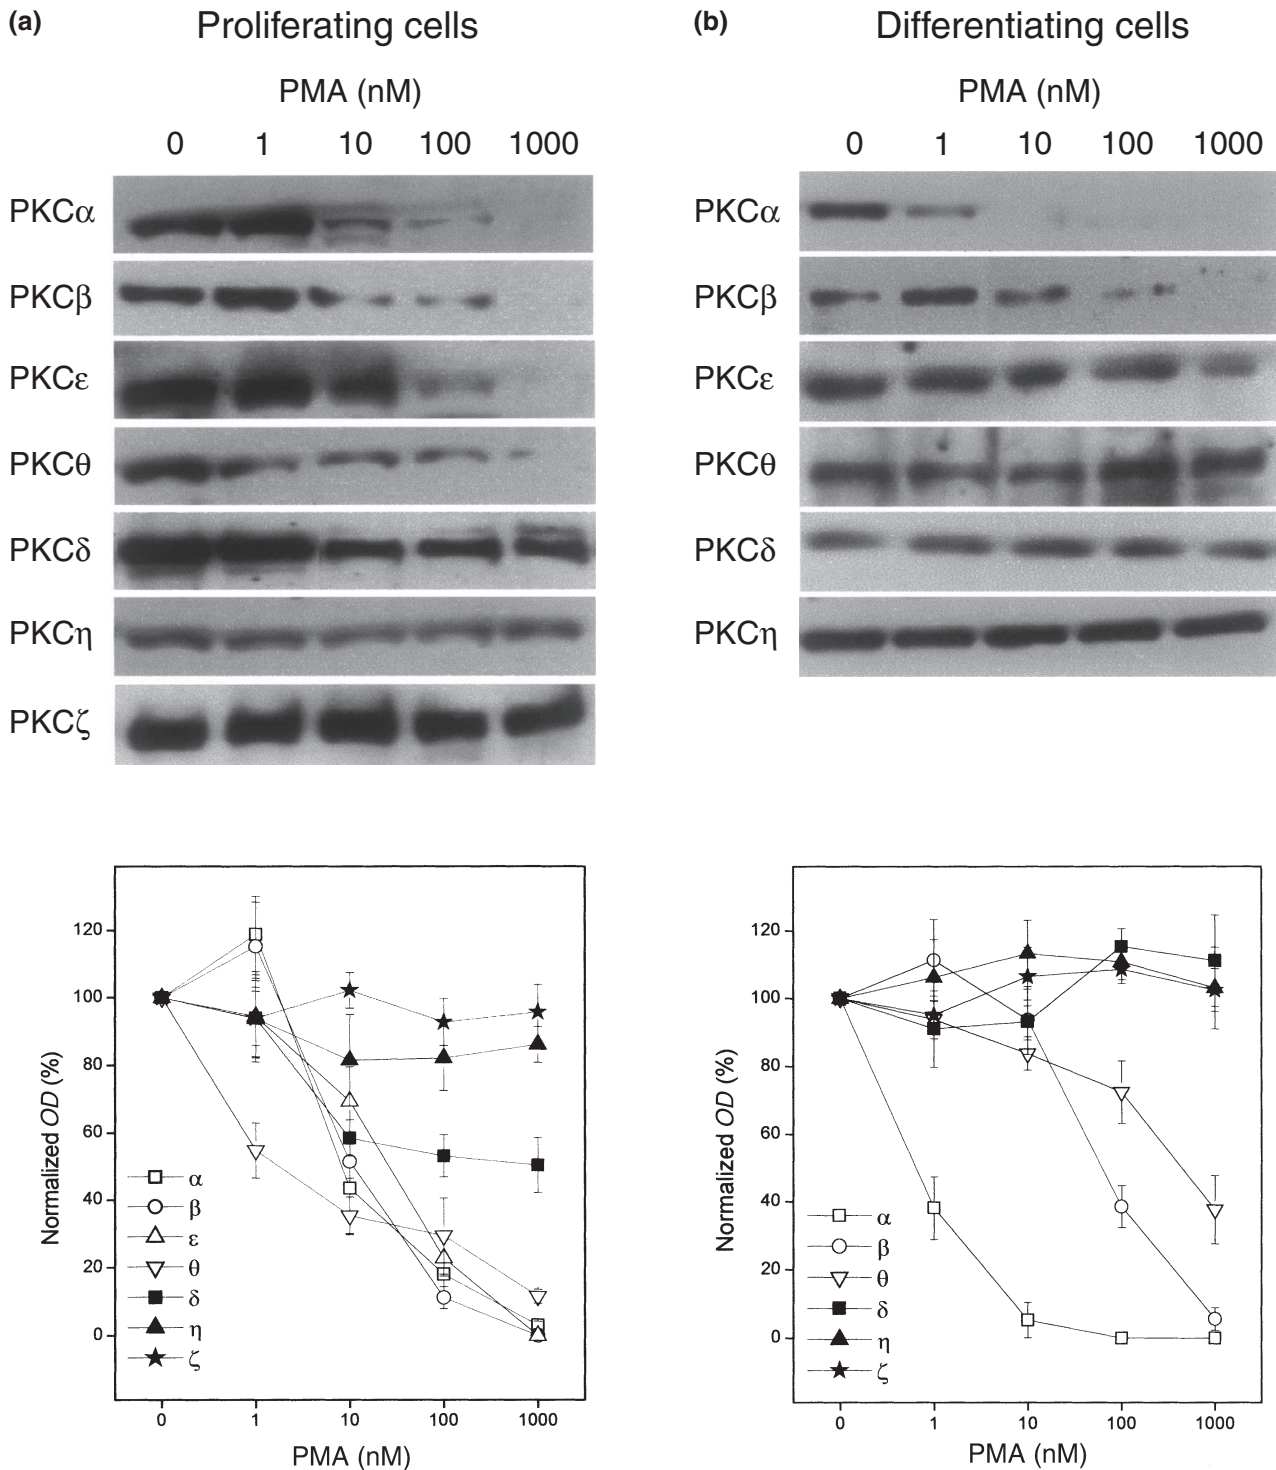 (a) Proliferating cells
PMA (nM)
0 1 10 100 1000
PKCα
PKCβ
PKCε
PKCθ
PKCδ
PKCη
PKCζ
120
100
80
60
40
20
0
Normalized OD (%)
α
β
ε
θ
δ
η
ζ
0 1 10 100 1000
PMA (nM)
(b) Differentiating cells
PMA (nM)
0 1 10 100 1000
PKCα
PKCβ
PKCε
PKCθ
PKCδ
PKCη
120
100
80
60
40
20
0
Normalized OD (%)
α
β
θ
δ
η
ζ
0 1 10 100 1000
PMA (nM)